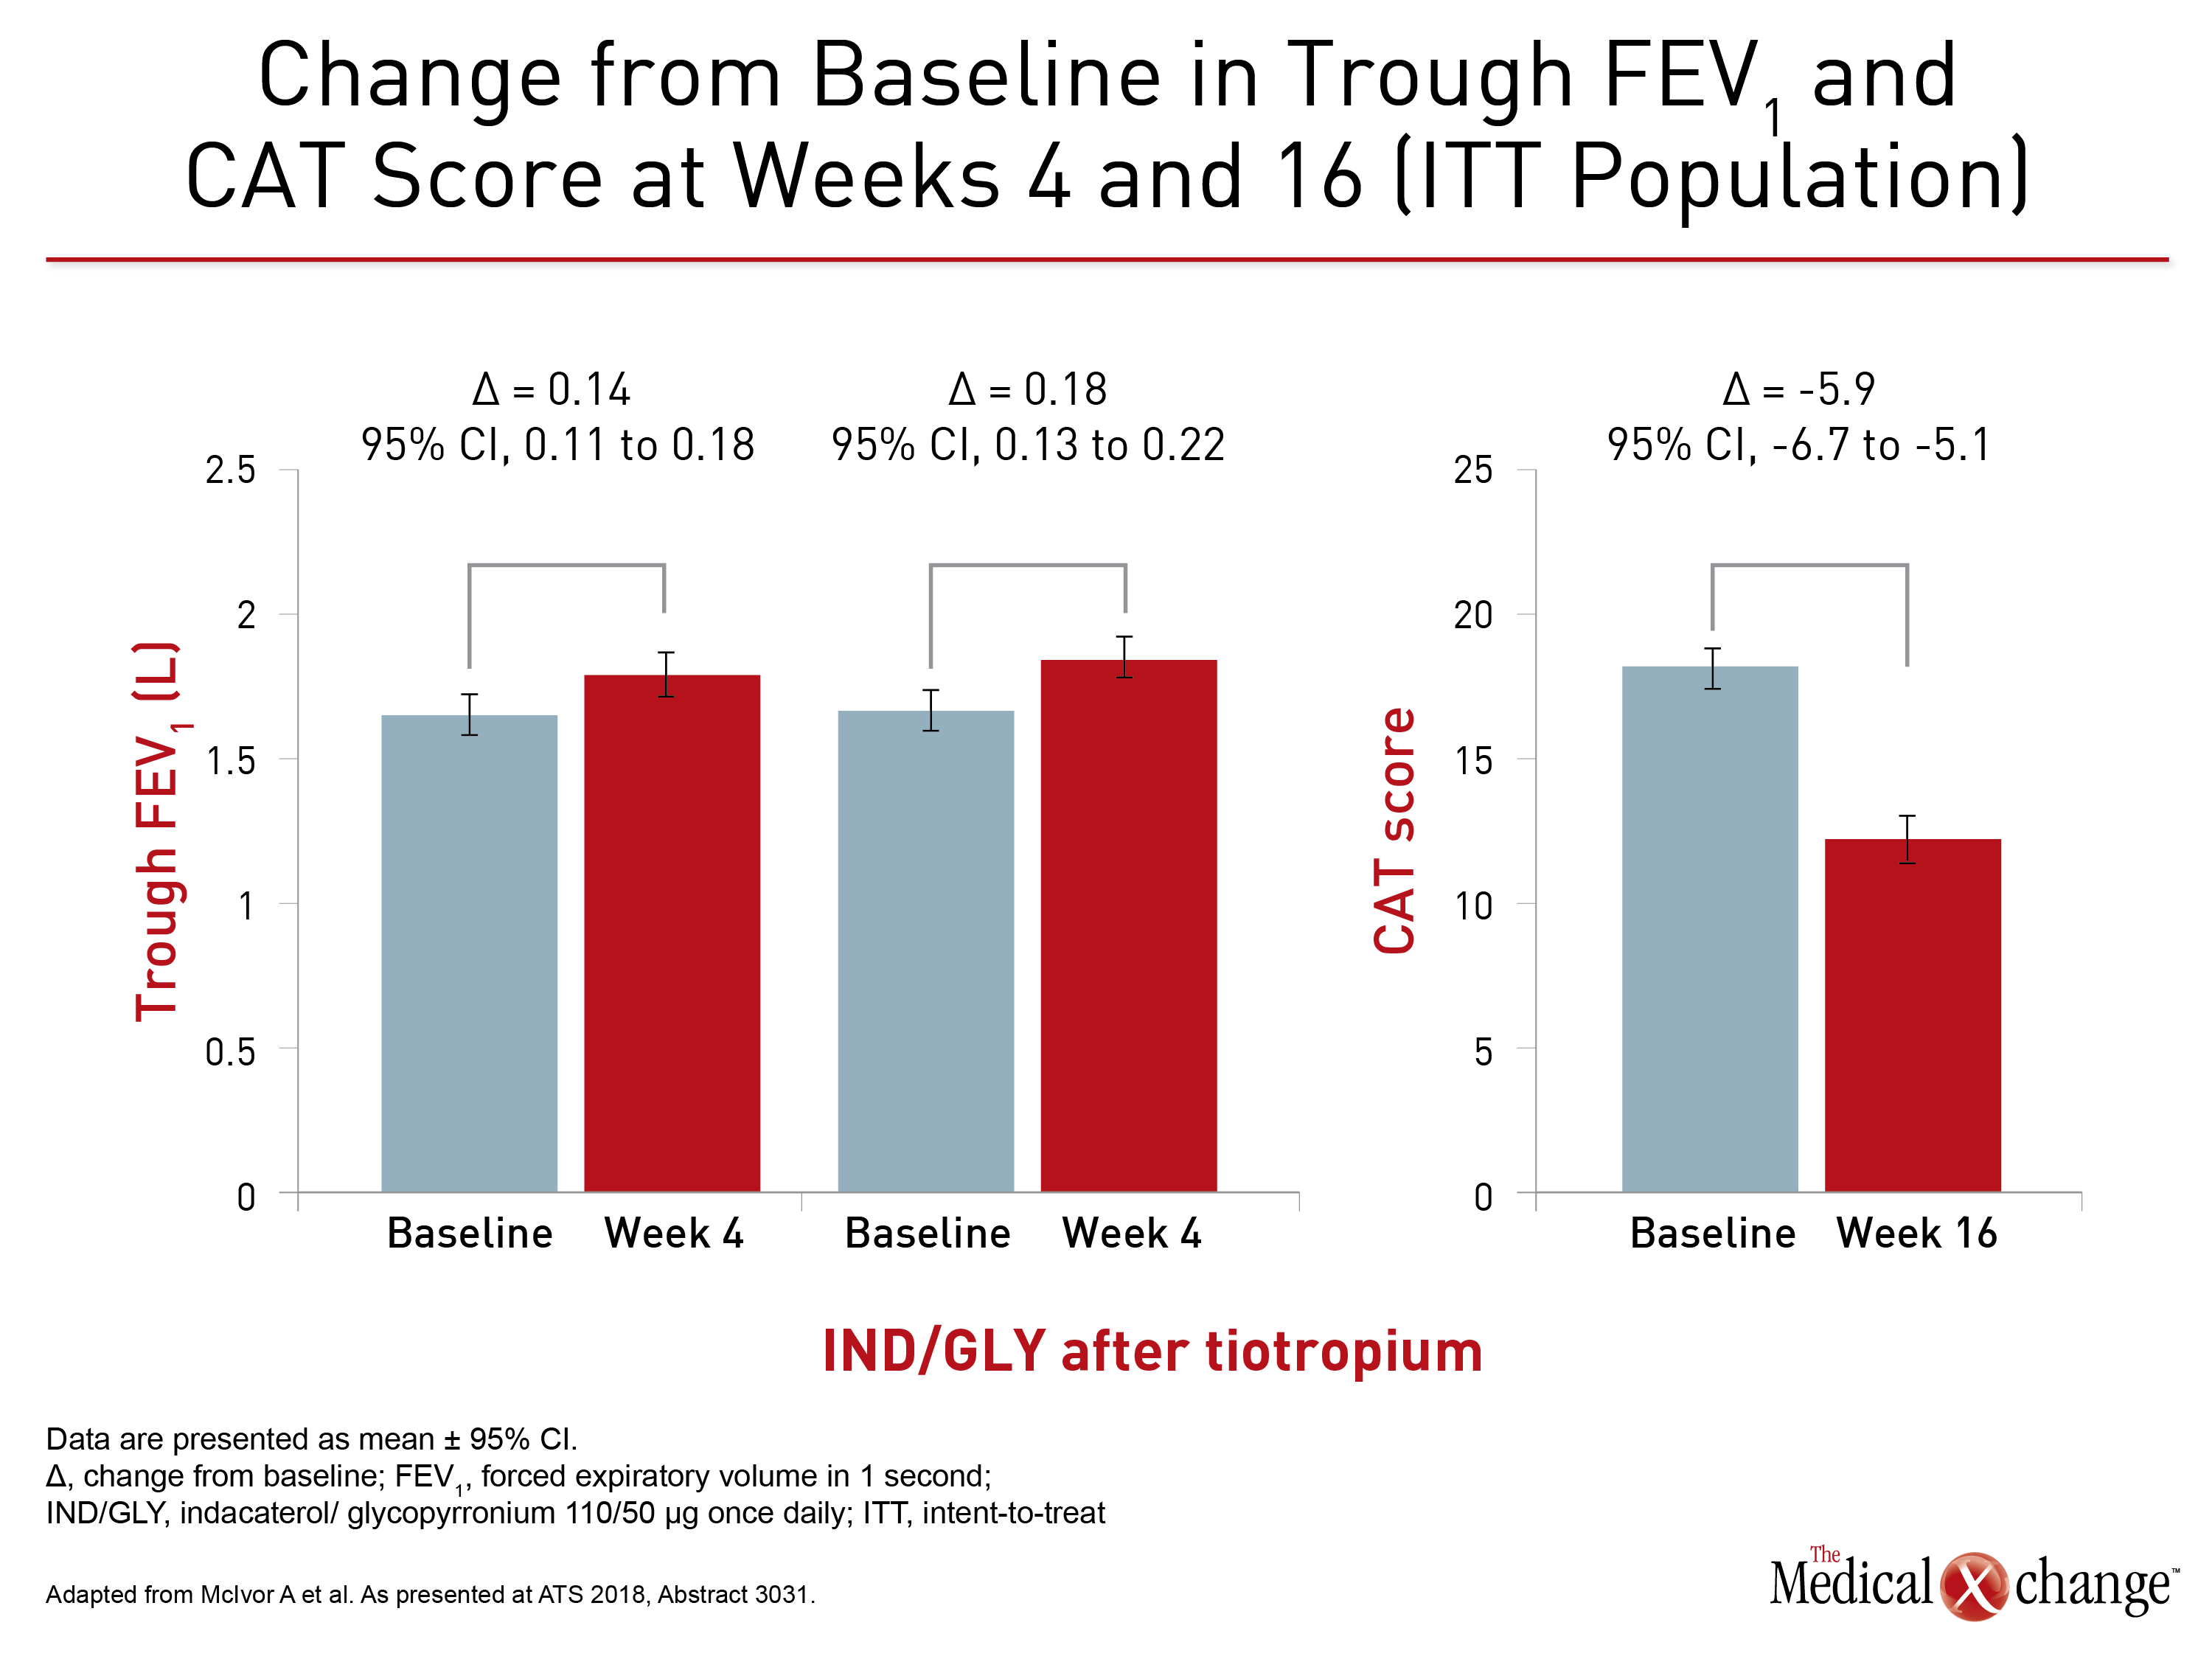 Change from Baseline in Trough FEV1 and
CAT Score at Weeks 4 and 16 (ITT Population)
Δ = 0.14
95% CI, 0.11 to 0.18
Δ = 0.18
95% CI, 0.13 to 0.22
Trough FEV1 (L)
2.5
2
1.5
1
0.5
0
Baseline
Week 4
Baseline
Week 4
Δ = -5.9
95% CI, -6.7 to -5.1
CAT score
25
20
15
10
5
0
Baseline
Week 16
IND/GLY after tiotropium
Data are presented as mean ± 95% CI.
Δ, change from baseline; FEV1, forced expiratory volume in 1 second;
IND/GLY, indacaterol/ glycopyrronium 110/50 µg once daily; ITT, intent-to-treat
Adapted from McIvor A et al. As presented at ATS 2018, Abstract 3031.
The
Medical X change™